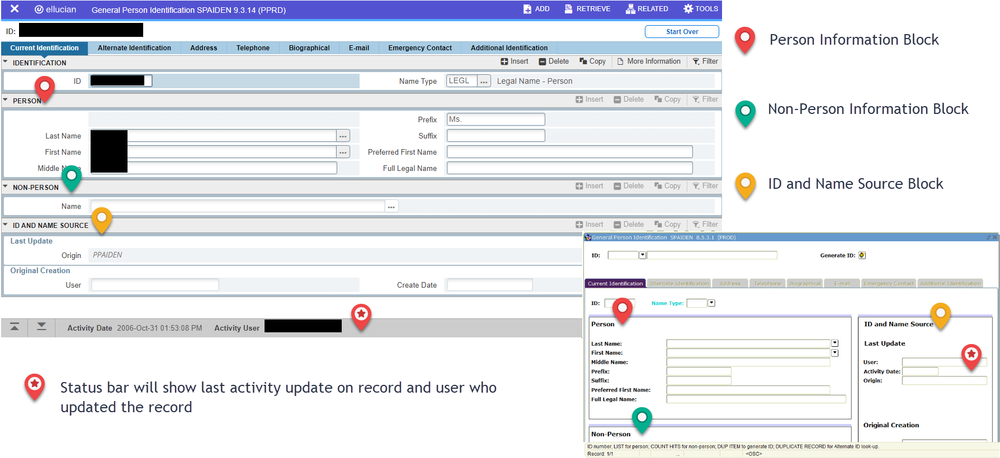 ellucian General Person Identification SPAIDEN 9.3.14 (PPRD) ADD RETRIEVE RELATED TOOLS
ID: Start Over
Current Identification Alternate Identification Address Telephone Biographical E-mail Emergency Contact Additional Identification
IDENTIFICATION Insert Delete Copy More Information Filter
ID Name Type LEGL ... Legal Name - Person
PERSON Insert Delete Copy Filter
Prefix Ms.
Last Name ... Suffix
First Name ... Preferred First Name
Middle Full Legal Name
NON-PERSON Insert Delete Copy Filter
Name ...
ID AND NAME SOURCE Insert Delete Copy Filter
Last Update
Origin PPAIDEN
Original Creation
User Create Date
Activity Date 2006-Oct-31 01:53:08 PM Activity User
Person Information Block
Non-Person Information Block
ID and Name Source Block
Status bar will show last activity update on record and user who
updated the record
General Person Identification SPAIDEN 8.5.3.1 (PROD)
ID: Generate ID:
Current Identification Alternate Identification Address Telephone Biographical E-mail Emergency Contact Additional Identification
ID: Name Type:
Person
Last Name:
First Name:
Middle Name:
Prefix:
Suffix:
Preferred First Name:
Full Legal Name:
Non-Person
ID and Name Source
Last Update
User:
Activity Date:
Origin:
Original Creation
ID number; LIST for person; COUNT HITS for non-person; DUP ITEM to generate ID; DUPLICATE RECORD for Alternate ID look-up.
Record: 1/1 ... <OSC>